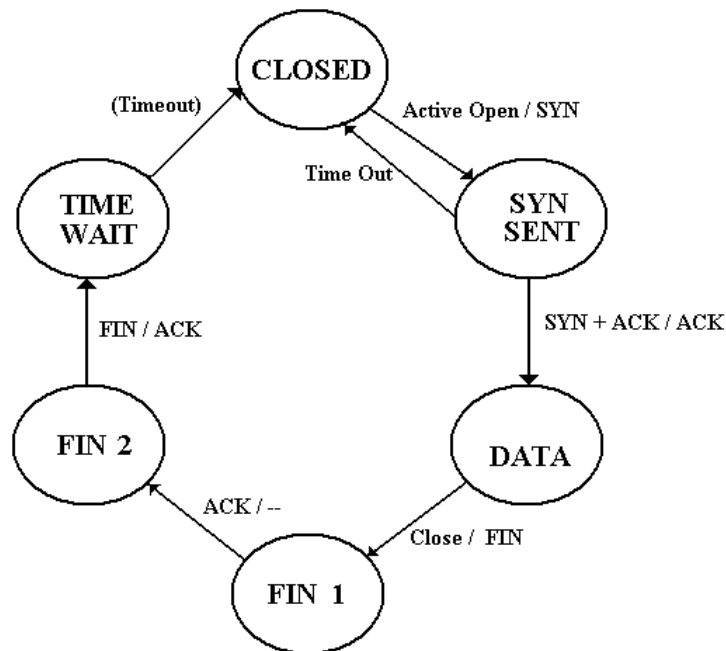 CLOSED
(Timeout)
Active Open / SYN
Time Out
TIME
WAIT
SYN
SENT
FIN / ACK
SYN + ACK / ACK
FIN 2
DATA
ACK / --
Close / FIN
FIN 1